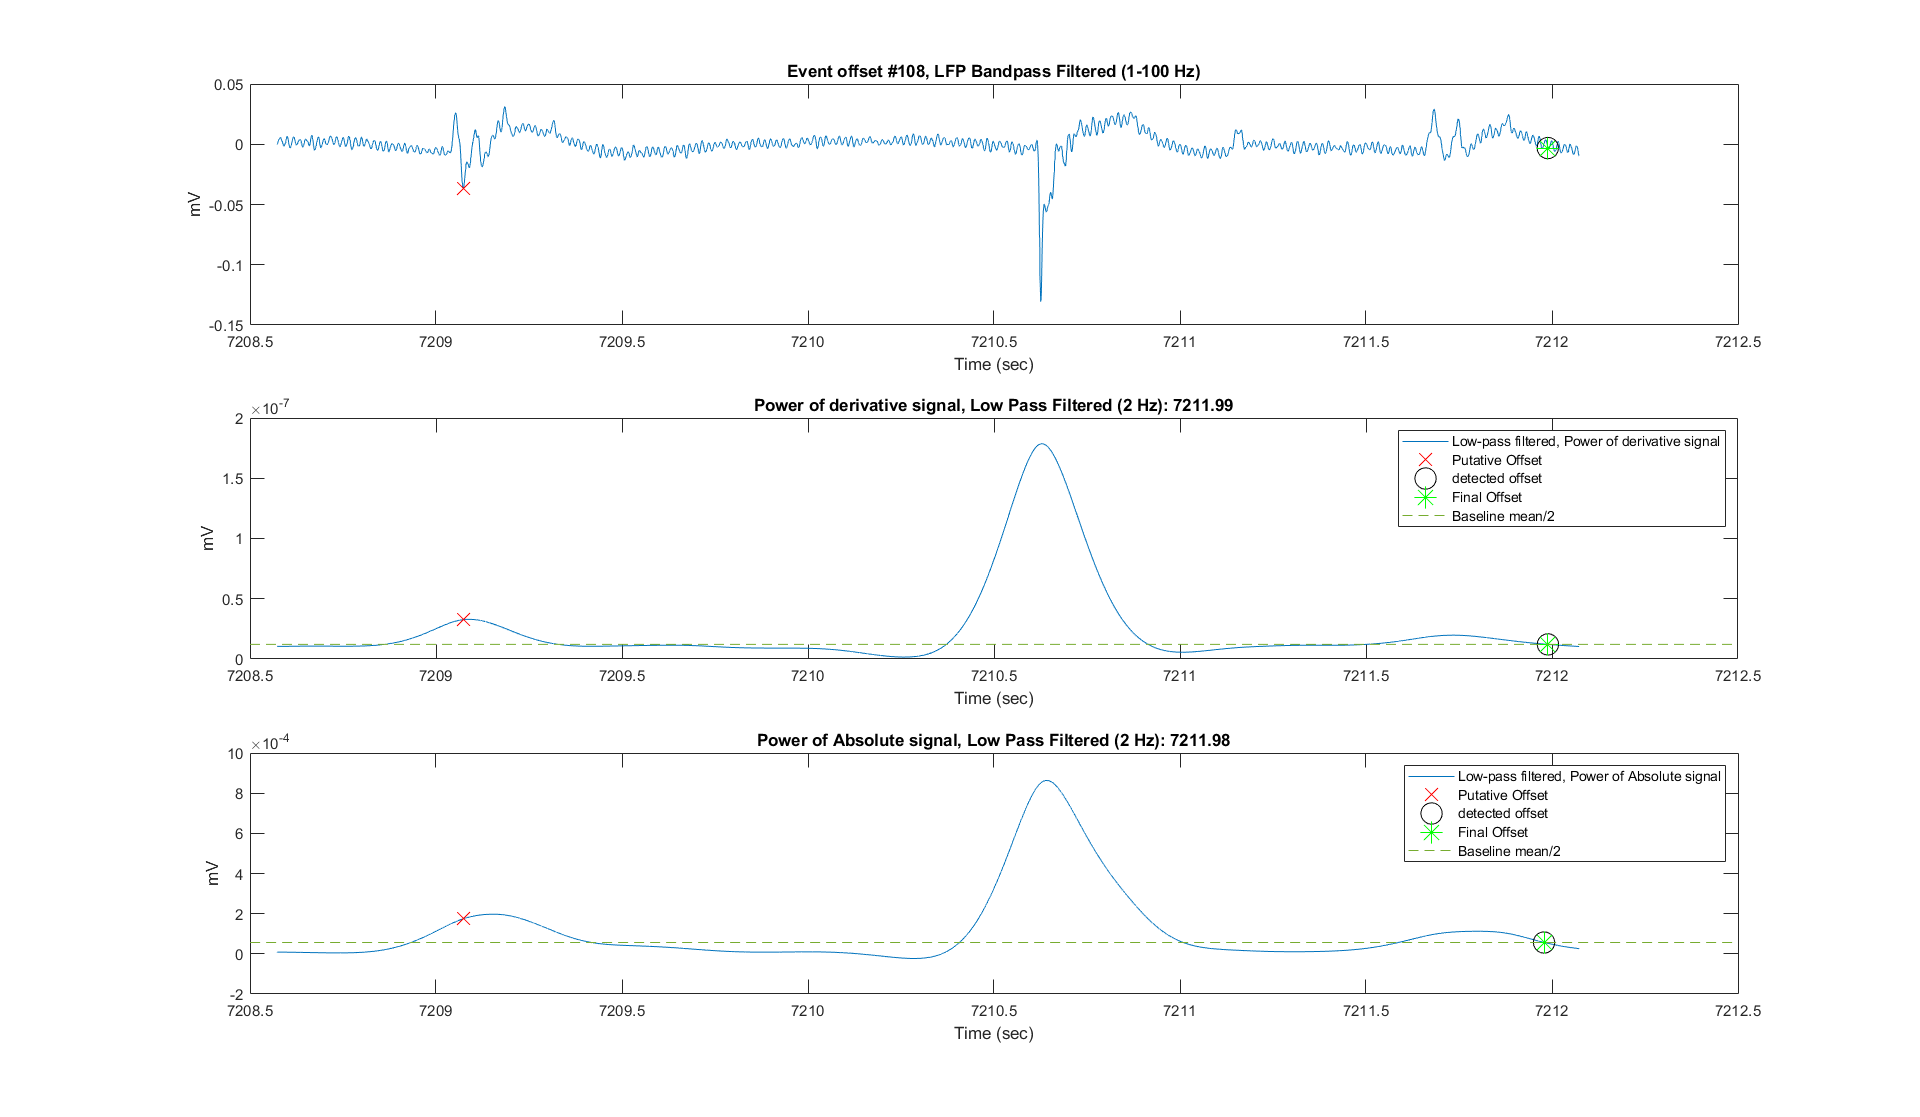 Event offset #108, LFP Bandpass Filtered (1-100 Hz)
0.05
0
-0.05
-0.1
-0.15
mV
7208.5 7209 7209.5 7210 7210.5 7211 7211.5 7212 7212.5
Time (sec)
Power of derivative signal, Low Pass Filtered (2 Hz): 7211.99
×10-7
2
1.5
1
0.5
0
mV
Low-pass filtered, Power of derivative signal
Putative Offset
detected offset
Final Offset
Baseline mean/2
7208.5 7209 7209.5 7210 7210.5 7211 7211.5 7212 7212.5
Time (sec)
Power of Absolute signal, Low Pass Filtered (2 Hz): 7211.98
×10-4
10
8
6
4
2
0
-2
mV
Low-pass filtered, Power of Absolute signal
Putative Offset
detected offset
Final Offset
Baseline mean/2
7208.5 7209 7209.5 7210 7210.5 7211 7211.5 7212 7212.5
Time (sec)